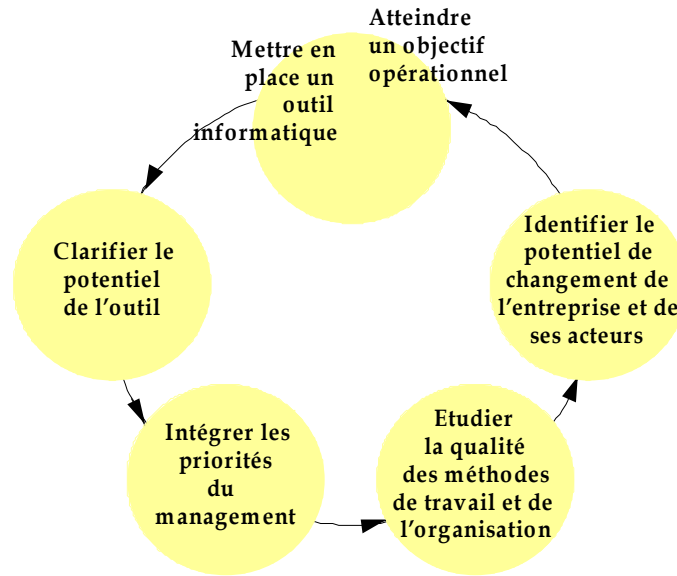 Atteindre
un objectif
opérationnel
Mettre en
place un
outil
informatique
Clarifier le
potentiel
de l'outil
Identifier le
potentiel de
changement de
l'entreprise et de
ses acteurs
Intégrer les
priorités
du
management
Etudier
la qualité
des méthodes
de travail et de
l'organisation